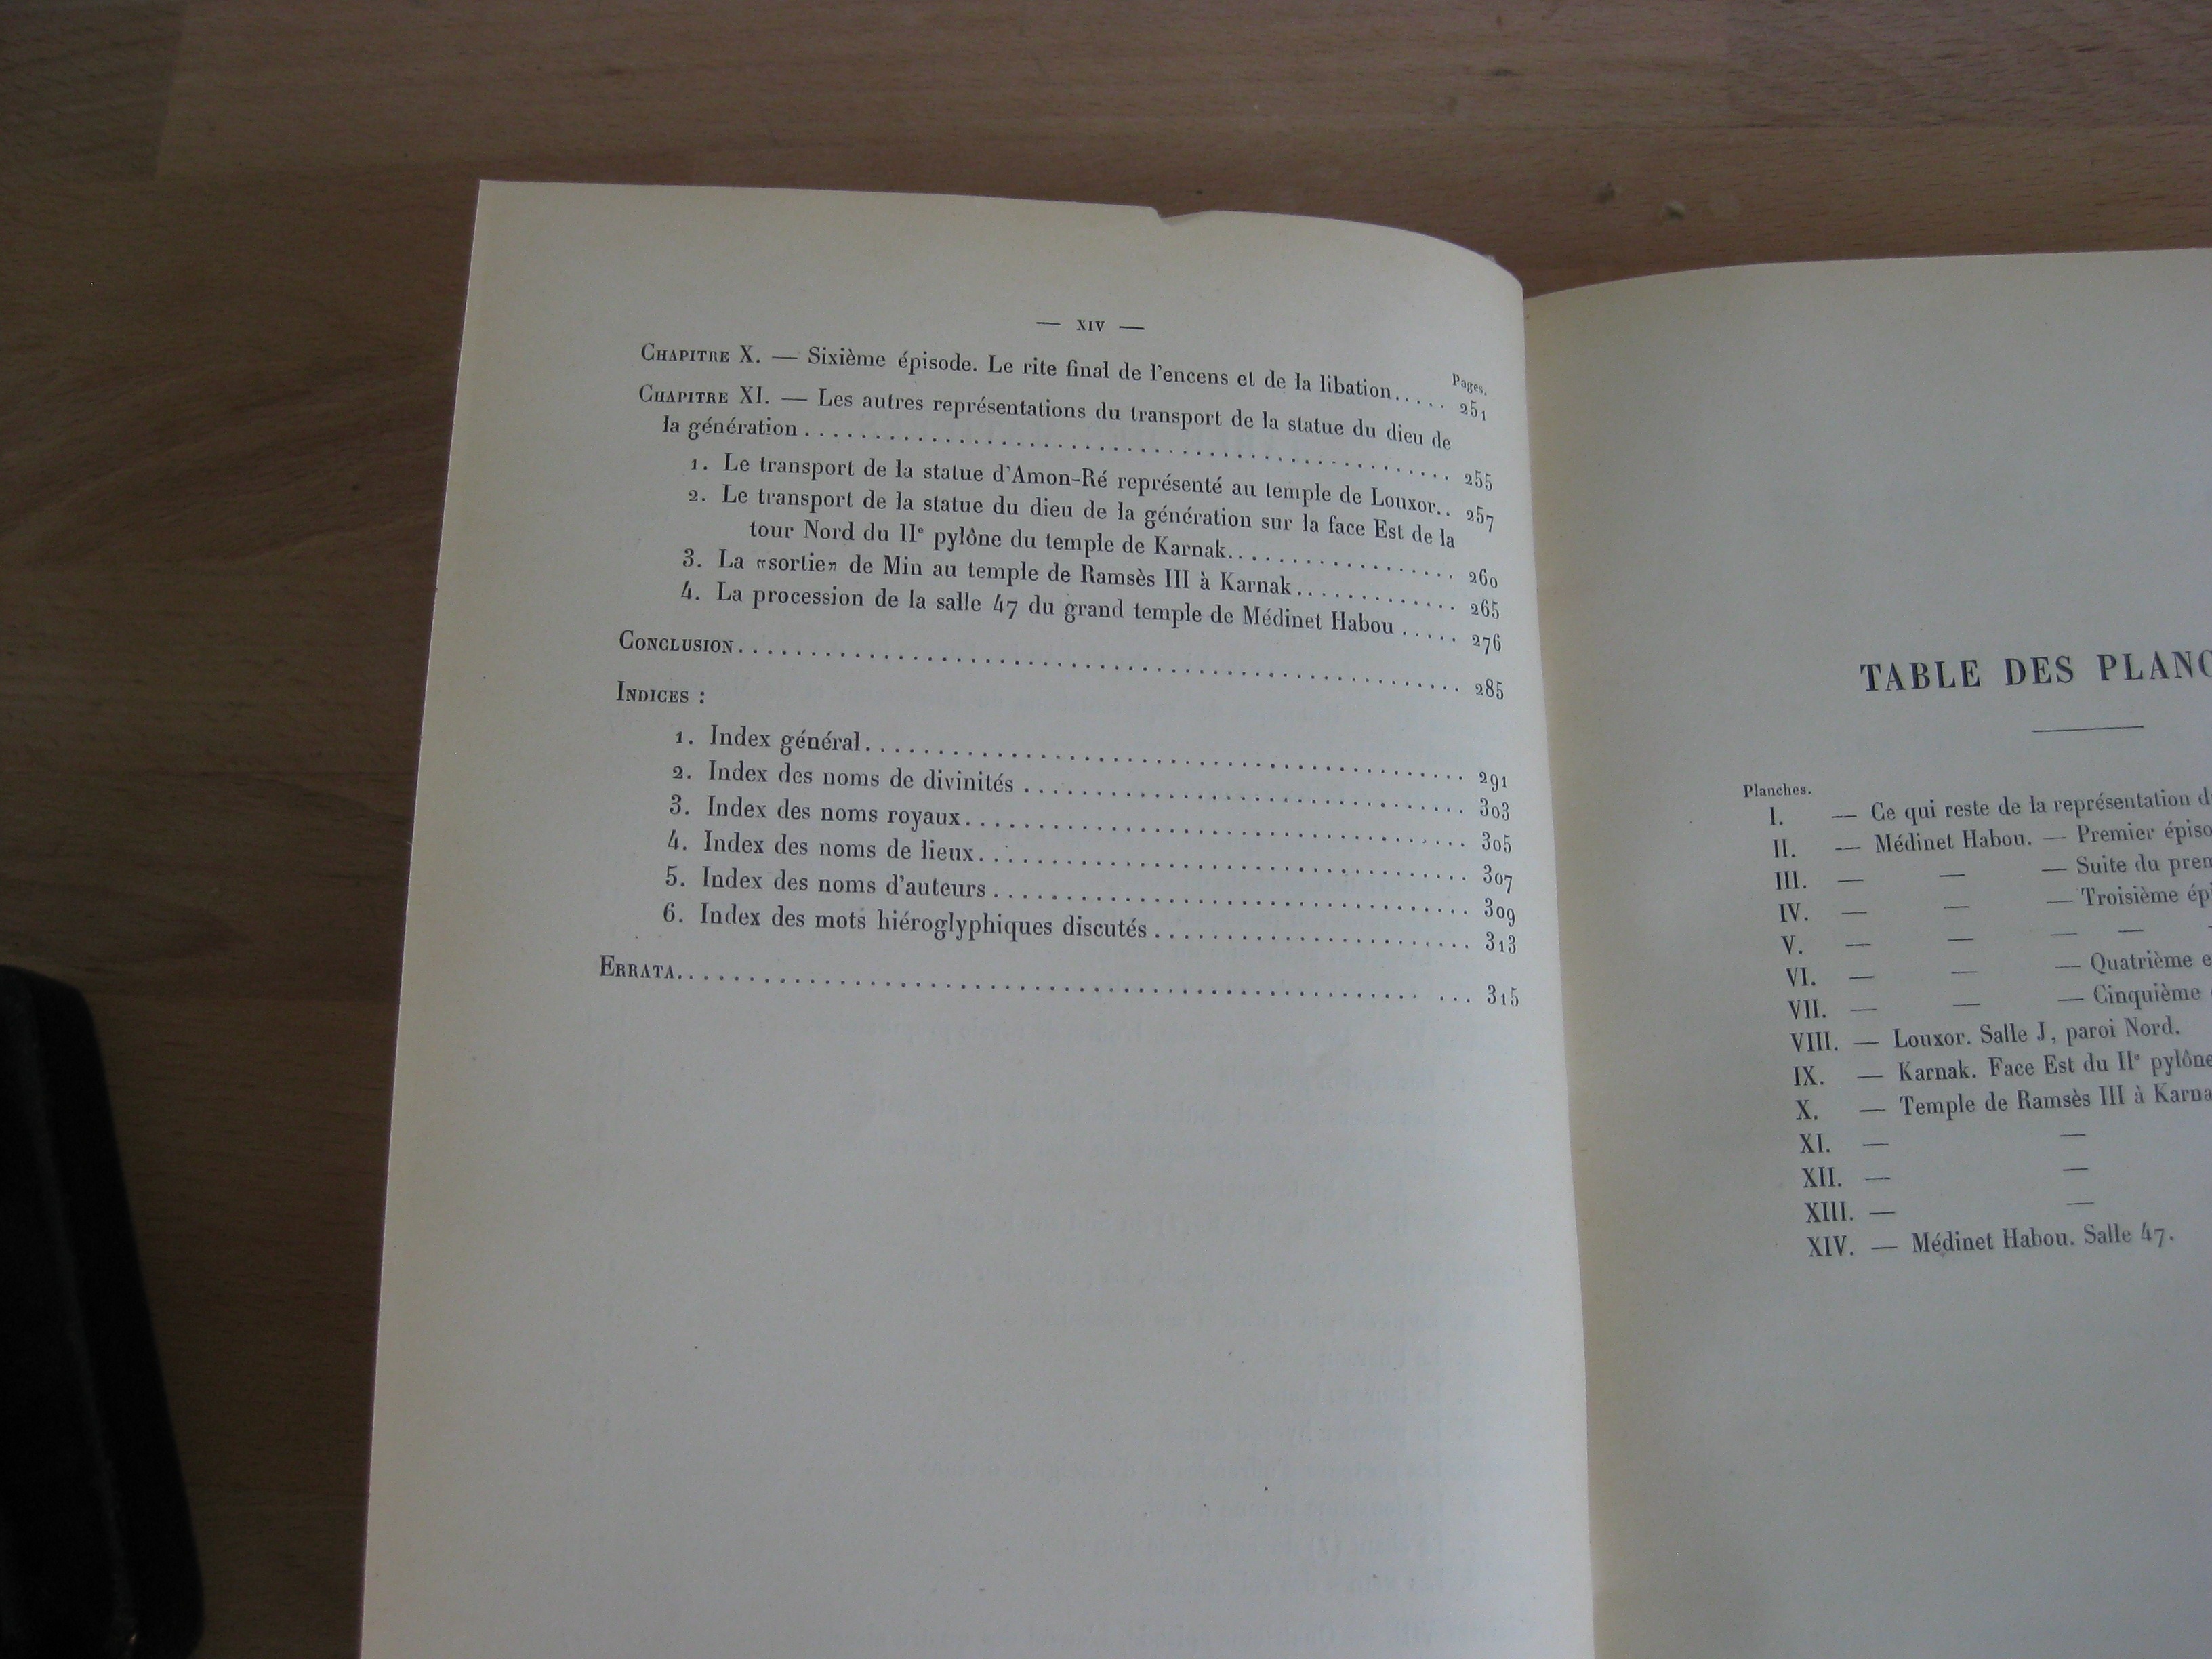 — XIV —
Pages.
CHAPITRE X. — Sixième épisode. Le rite final de l'encens et de la libation..... 251
CHAPITRE XI. — Les autres représentations du transport de la statue du dieu de
la génération ............................................. 255
1. Le transport de la statue d'Amon-Ré représenté au temple de Louxor.. 257
2. Le transport de la statue du dieu de la génération sur la face Est de la
tour Nord du IIe pylône du temple de Karnak................. 260
3. La «sortie» de Min au temple de Ramsès III à Karnak............. 265
4. La procession de la salle 47 du grand temple de Médinet Habou ..... 276
CONCLUSION.................................................. 285
INDICES :
1. Index général.......................................... 291
2. Index des noms de divinités ............................... 303
3. Index des noms royaux................................... 305
4. Index des noms de lieux.................................. 307
5. Index des noms d'auteurs ................................. 309
6. Index des mots hiéroglyphiques discutés ...................... 313
ERRATA...................................................... 315
TABLE DES PLANC
Planches.
I. — Ce qui reste de la représentation d
II. — Médinet Habou. — Premier épiso
III. — — — Suite du prem
IV. — — — Troisième épi
V. — — — —
VI. — — — Quatrième e
VII. — — — Cinquième
VIII. — Louxor. Salle J, paroi Nord.
IX. — Karnak. Face Est du IIe pylône
X. — Temple de Ramsès III à Karna
XI. — —
XII. — —
XIII. — —
XIV. — Médinet Habou. Salle 47.